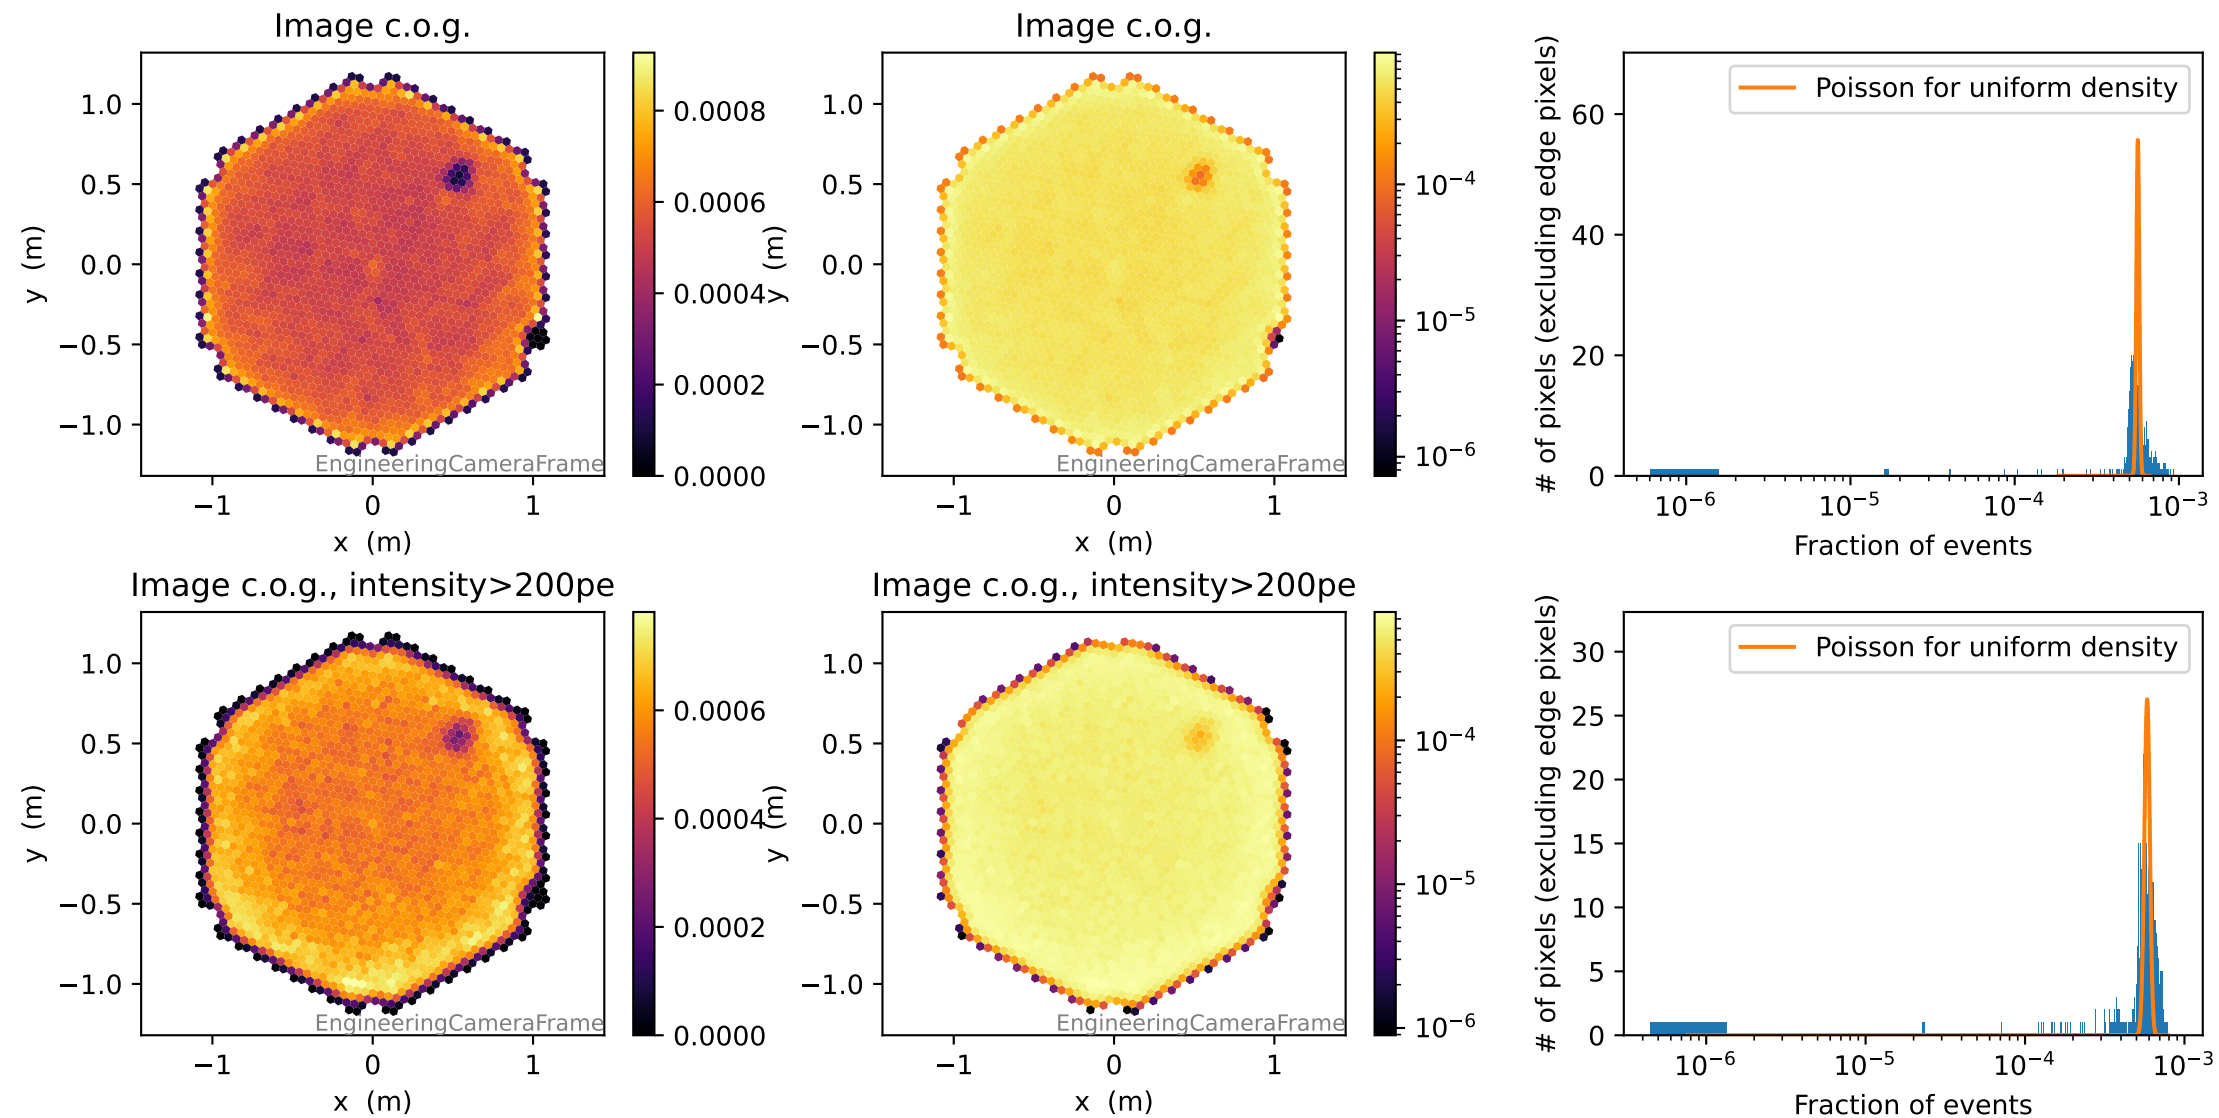 Image c.o.g.
y (m)
1.0
0.5
0.0
−0.5
−1.0
EngineeringCameraFrame
−1 0 1
x (m)
0.0008
0.0006
0.0004
0.0002
0.0000
Image c.o.g.
y (m)
1.0
0.5
0.0
−0.5
−1.0
EngineeringCameraFrame
−1 0 1
x (m)
10⁻⁴
10⁻⁵
10⁻⁶
# of pixels (excluding edge pixels)
60
40
20
0
Poisson for uniform density
10⁻⁶ 10⁻⁵ 10⁻⁴ 10⁻³
Fraction of events
Image c.o.g., intensity>200pe
y (m)
1.0
0.5
0.0
−0.5
−1.0
EngineeringCameraFrame
−1 0 1
x (m)
0.0006
0.0004
0.0002
0.0000
Image c.o.g., intensity>200pe
y (m)
1.0
0.5
0.0
−0.5
−1.0
EngineeringCameraFrame
−1 0 1
x (m)
10⁻⁴
10⁻⁵
10⁻⁶
# of pixels (excluding edge pixels)
30
25
20
15
10
5
0
Poisson for uniform density
10⁻⁶ 10⁻⁵ 10⁻⁴ 10⁻³
Fraction of events